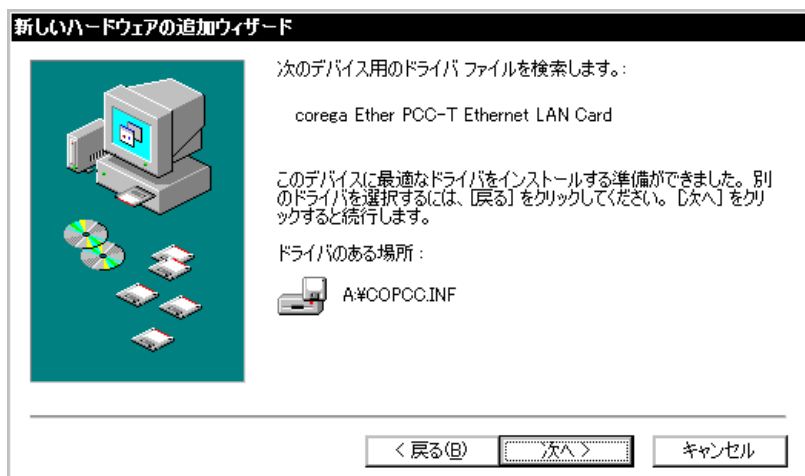 新しいハードウェアの追加ウィザード
次のデバイス用のドライバ ファイルを検索します。:
corega Ether PCC-T Ethernet LAN Card
このデバイスに最適なドライバをインストールする準備ができました。別
のドライバを選択するには、[戻る] をクリックしてください。[次へ] をクリ
ックすると続行します。
ドライバのある場所:
A:¥COPCC.INF
< 戻る(B)
次へ >
キャンセル